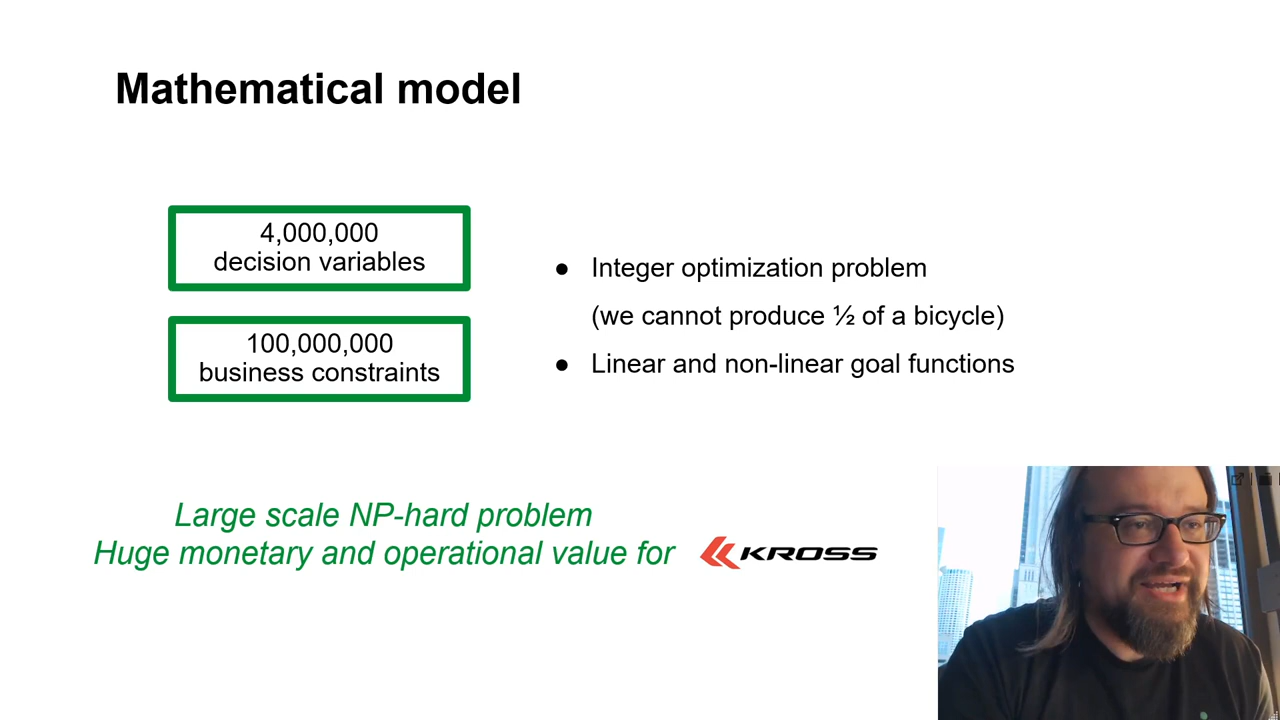 Mathematical model
4,000,000
decision variables
100,000,000
business constraints
● Integer optimization problem
(we cannot produce ½ of a bicycle)
● Linear and non-linear goal functions
Large scale NP-hard problem
Huge monetary and operational value for
KROSS